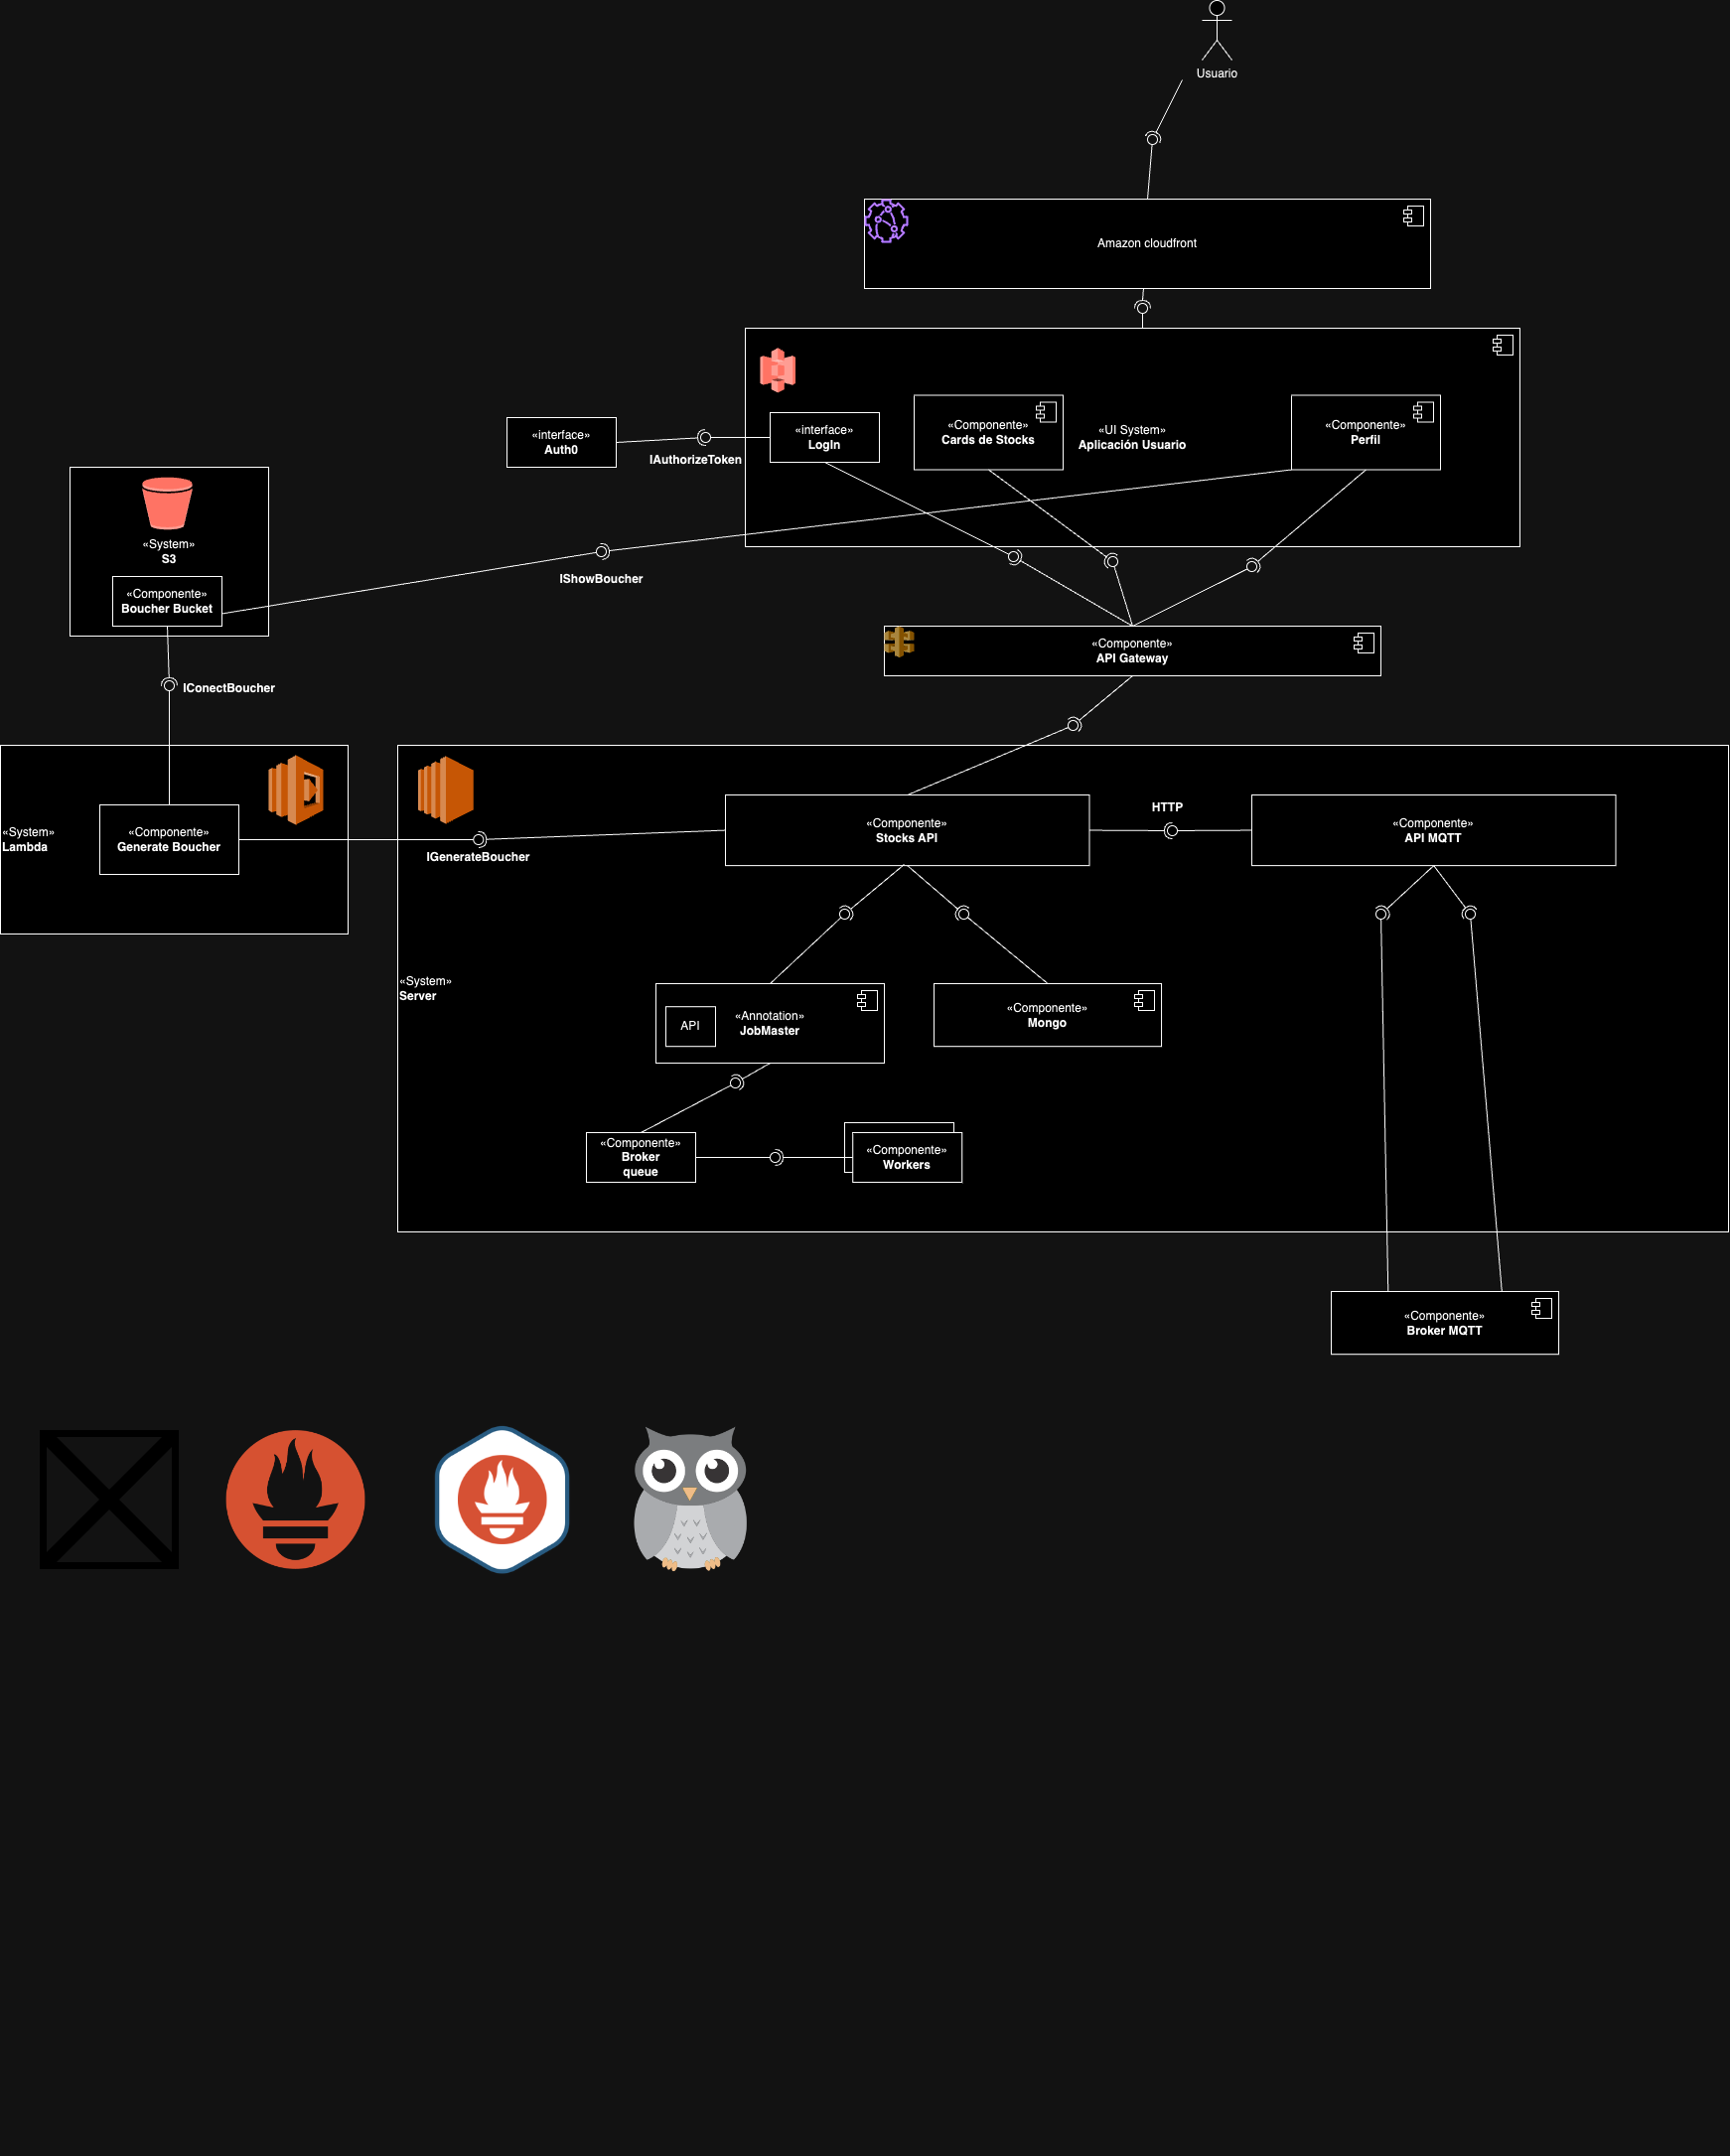 Usuario
Amazon cloudfront
«interface»
Auth0
IAuthorizeToken
«interface»
LogIn
«Componente»
Cards de Stocks
«UI System»
Aplicación Usuario
«Componente»
Perfil
«System»
S3
«Componente»
Boucher Bucket
IShowBoucher
IConectBoucher
«Componente»
API Gateway
«System»
Lambda
«Componente»
Generate Boucher
IGenerateBoucher
«Componente»
Stocks API
HTTP
«Componente»
API MQTT
«System»
Server
API
«Annotation»
JobMaster
«Componente»
Mongo
«Componente»
Broker
queue
«Componente»
Workers
«Componente»
Broker MQTT